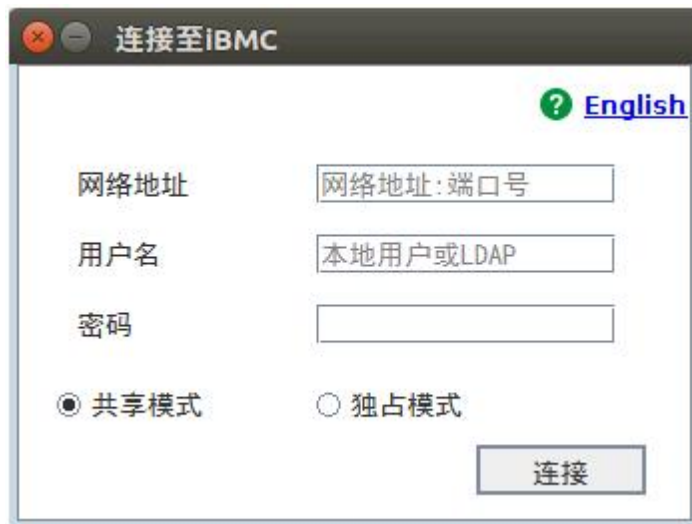 连接至iBMC
? English
网络地址 网络地址:端口号
用户名 本地用户或LDAP
密码
共享模式 独占模式
连接